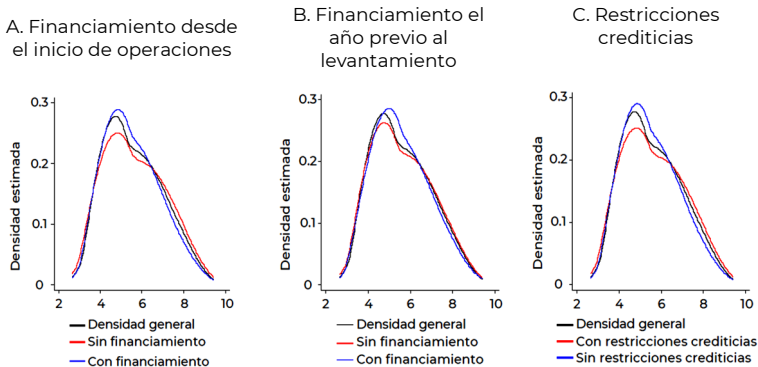 A. Financiamiento desde
el inicio de operaciones
B. Financiamiento el
año previo al
levantamiento
C. Restricciones
crediticias
Densidad estimada
0.3
0.2
0.1
0
2 4 6 8 10
Densidad general
Sin financiamiento
Con financiamiento
Densidad estimada
0.3
0.2
0.1
0
2 4 6 8 10
Densidad general
Sin financiamiento
Con financiamiento
Densidad estimada
0.3
0.2
0.1
0
2 4 6 8 10
Densidad general
Con restricciones crediticias
Sin restricciones crediticias